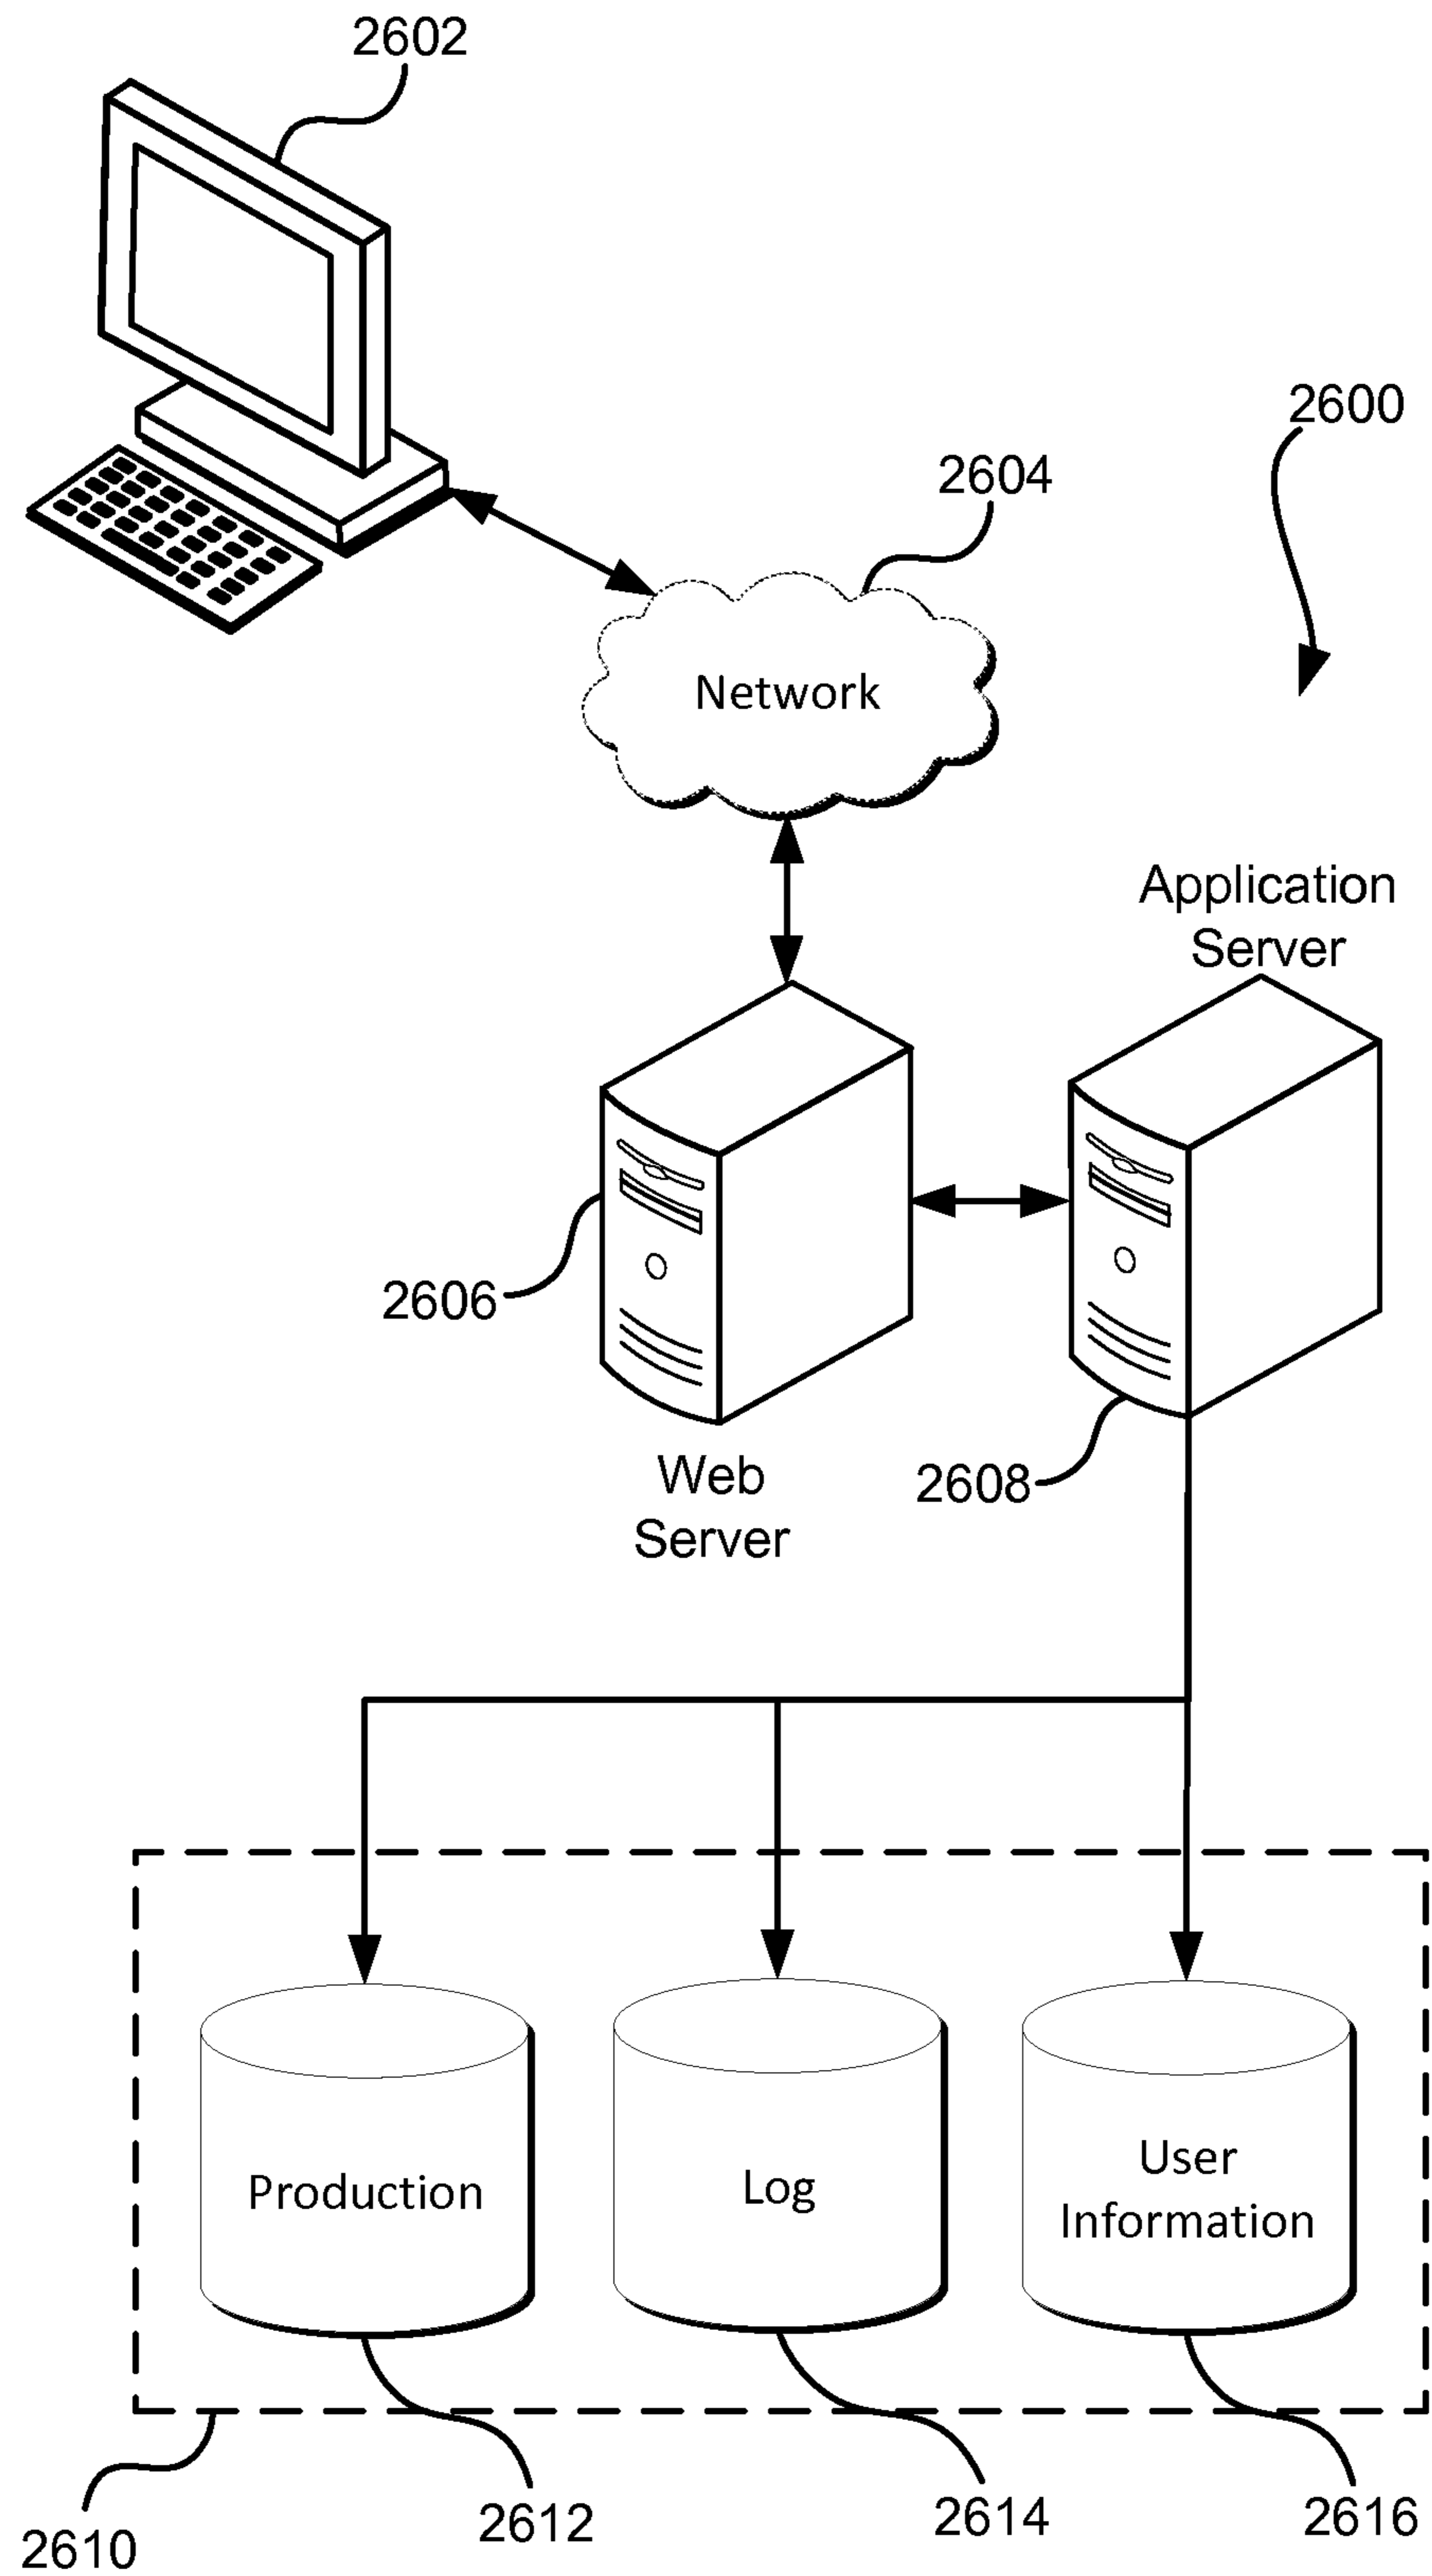 2602
2600
2604
Network
Application
Server
2606
2608
Web
Server
Production
Log
User
Information
2610
2612
2614
2616